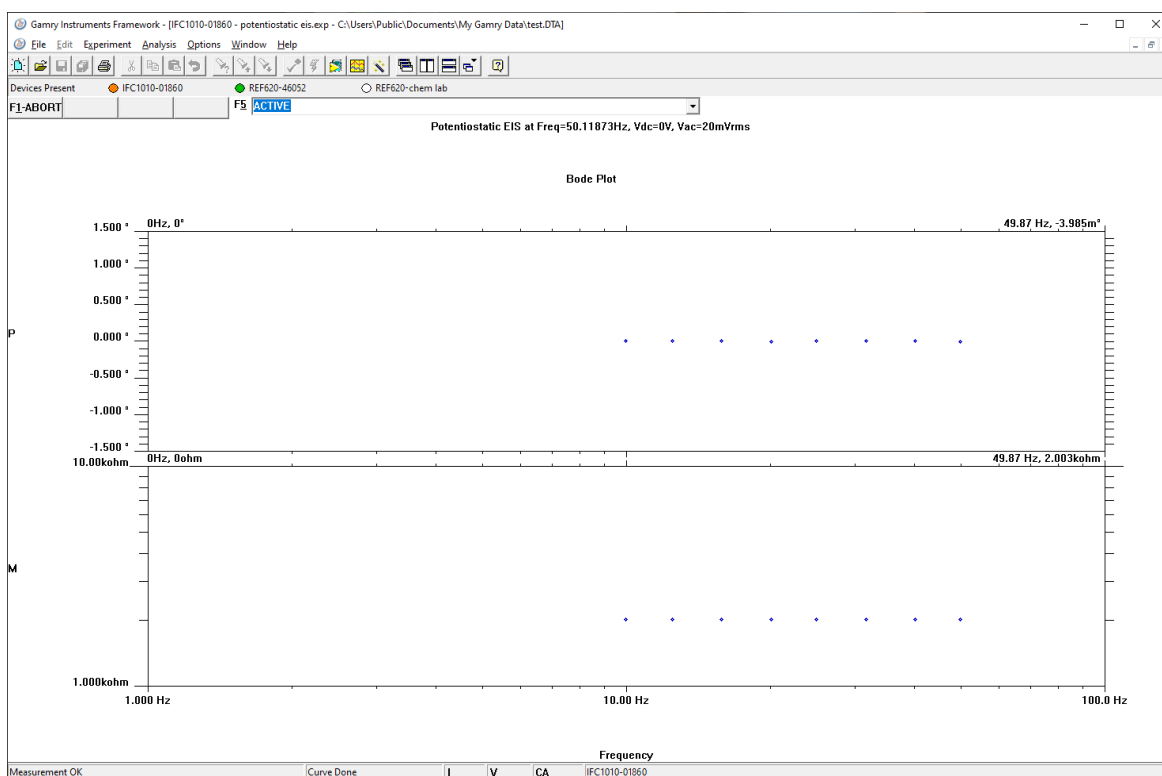 Gamry Instruments Framework - [IFC1010-01860 - potentiostatic eis.exp - C:\Users\Public\Documents\My Gamry Data\test.DTA]
File Edit Experiment Analysis Options Window Help
Devices Present IFC1010-01860 REF620-46052 REF620-chem lab
F1-ABORT F5 ACTIVE
Potentiostatic EIS at Freq=50.11873Hz, Vdc=0V, Vac=20mVrms
Bode Plot
0Hz, 0° 49.87 Hz, -3.985m°
1.500 °
1.000 °
0.500 °
P
0.000 °
-0.500 °
-1.000 °
-1.500 °
0Hz, 0ohm 49.87 Hz, 2.003kohm
10.00kohm
M
1.000kohm
1.000 Hz 10.00 Hz 100.0 Hz
Frequency
Measurement OK Curve Done I V CA IFC1010-01860